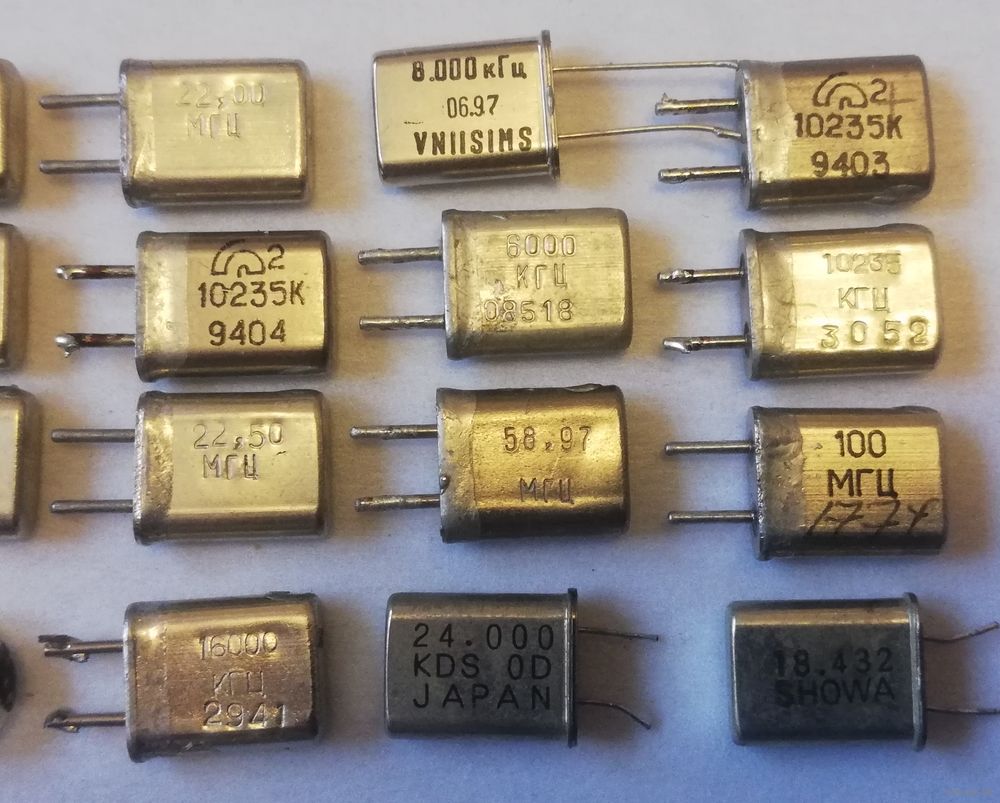 22,00
МГЦ
8.000 кГц
06.97
VNIISIMS
2
10235К
9403
2
10235К
9404
6000
КГЦ
08518
10235
КГЦ
3052
22,50
МГЦ
58,97
МГЦ
100
МГЦ
16000
КГЦ
2941
24.000
KDS 0D
JAPAN
18.432
SHOWA